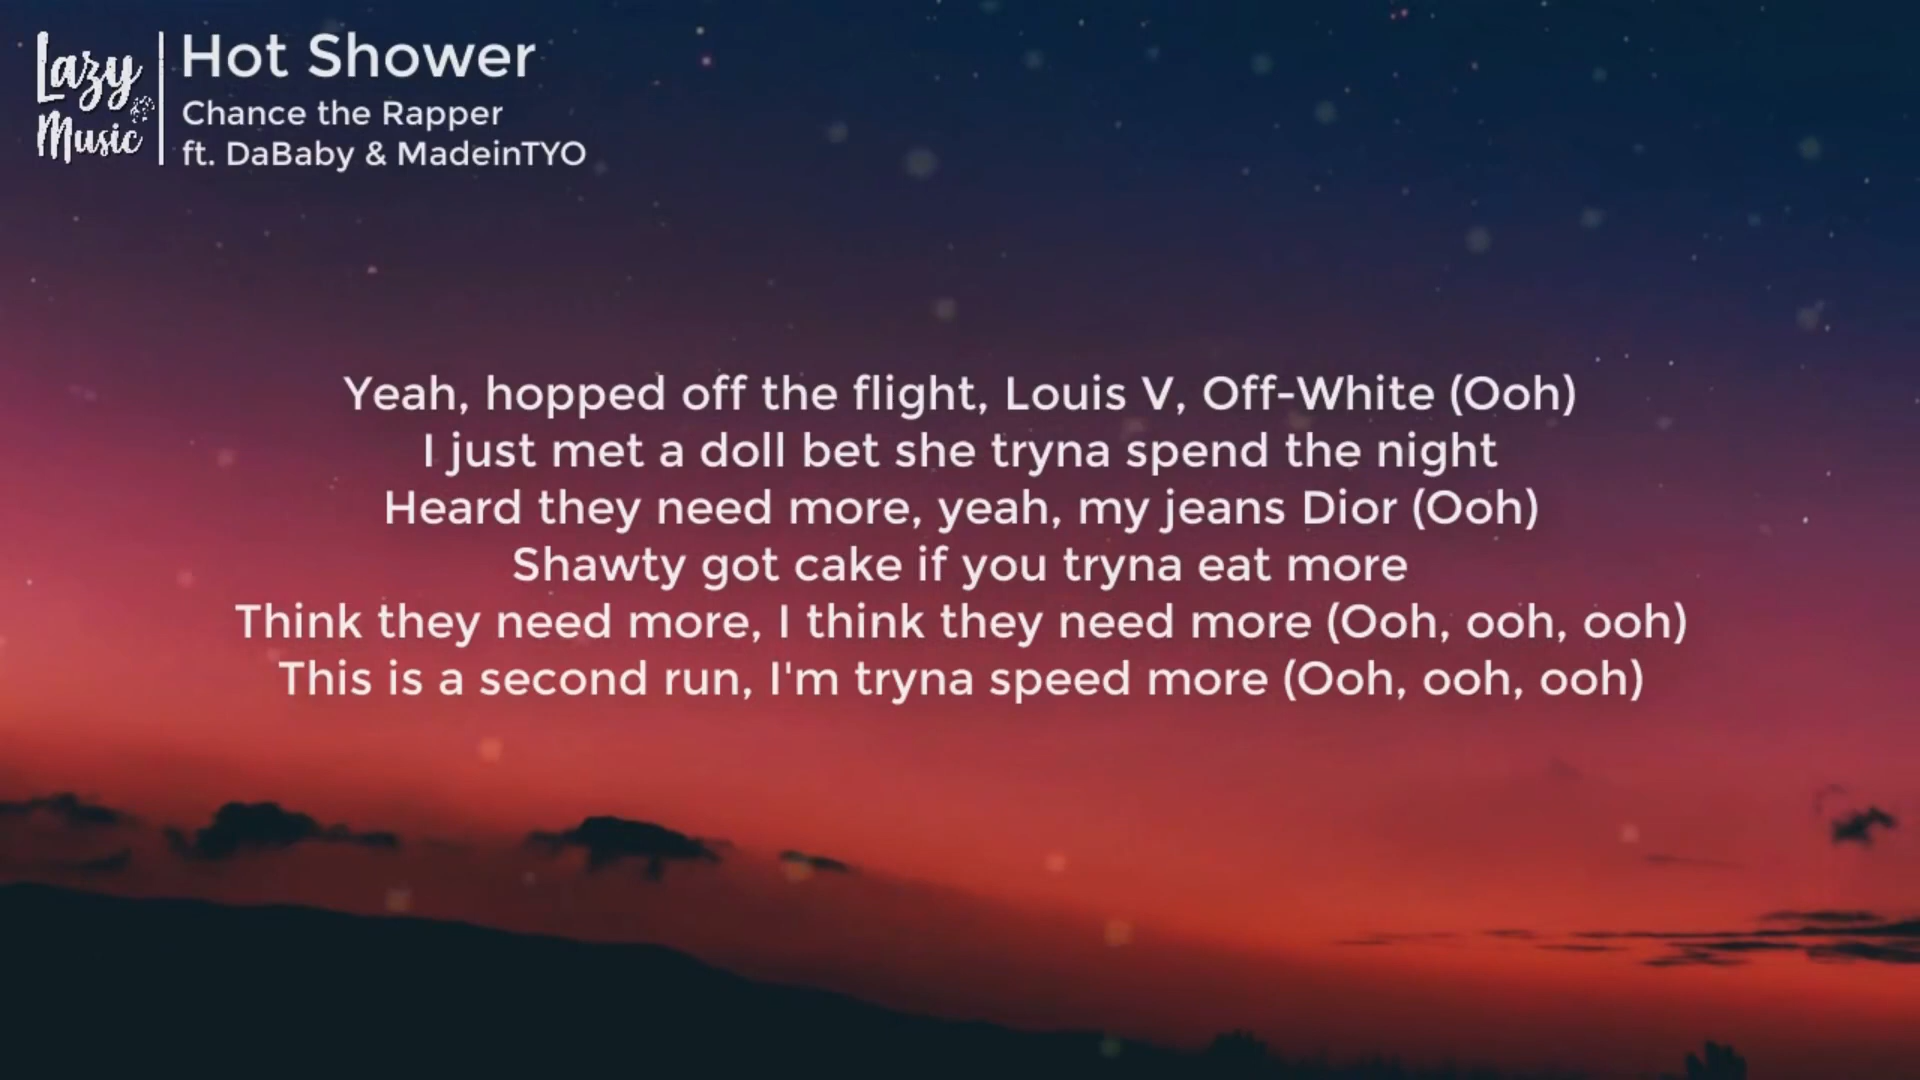 Lazy
Music
Hot Shower
Chance the Rapper
ft. DaBaby & MadeinTYO
Yeah, hopped off the flight, Louis V, Off-White (Ooh)
I just met a doll bet she tryna spend the night
Heard they need more, yeah, my jeans Dior (Ooh)
Shawty got cake if you tryna eat more
Think they need more, I think they need more (Ooh, ooh, ooh)
This is a second run, I'm tryna speed more (Ooh, ooh, ooh)